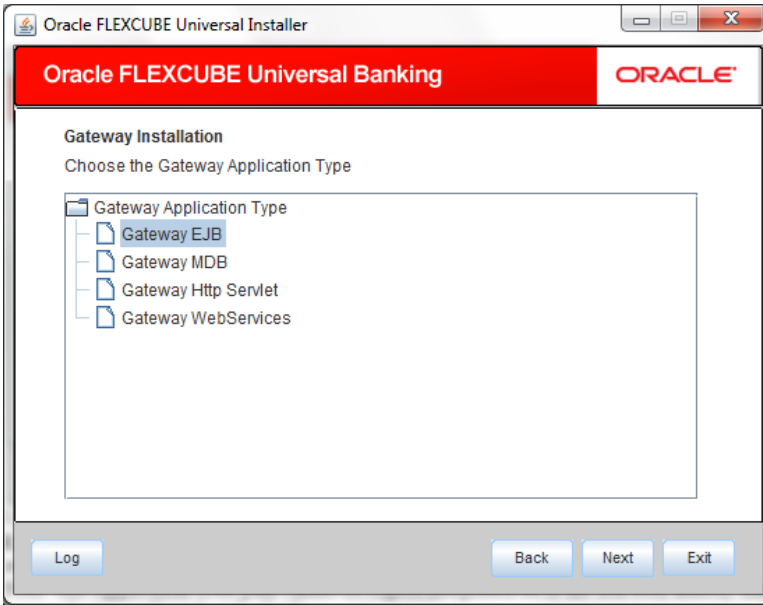 Oracle FLEXCUBE Universal Installer
Oracle FLEXCUBE Universal Banking
ORACLE
Gateway Installation
Choose the Gateway Application Type
Gateway Application Type
Gateway EJB
Gateway MDB
Gateway Http Servlet
Gateway WebServices
Log Back Next Exit